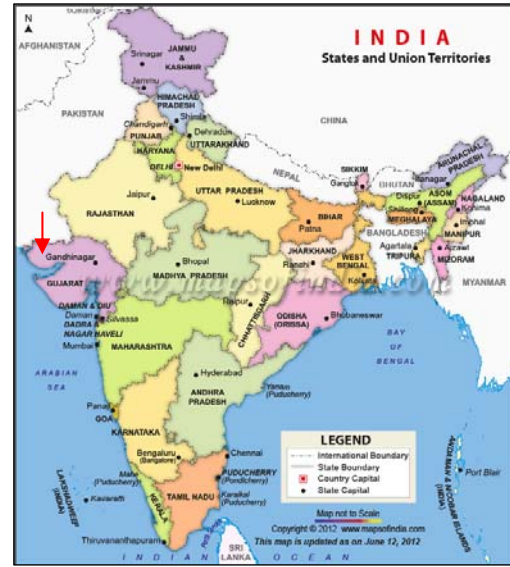 N
INDIA
States and Union Territories
AFGHANISTAN
JAMMU
&
KASHMIR
Srinagar
Jammu
HIMACHAL
PRADESH
Shimla
PAKISTAN
Chandigarh
PUNJAB
Dehradun
UTTARAKHAND
CHINA
HARYANA
DELHI
New Delhi
ARUNACHAL
PRADESH
NEPAL
SIKKIM
Gangtok
BHUTAN
Itanagar
Jaipur
RAJASTHAN
UTTAR PRADESH
Lucknow
Dispur
ASOM
(ASSAM)
NAGALAND
Kohima
Shillong
MEGHALAYA
Imphal
MANIPUR
BIHAR
Patna
BANGLADESH
Agartala
TRIPURA
Aizawl
MIZORAM
Gandhinagar
GUJARAT
Bhopal
MADHYA PRADESH
JHARKHAND
Ranchi
WEST
BENGAL
Kolkata
MYANMAR
www.mapsofindia.com
DAMAN & DIU
Daman
Silvassa
DADRA &
NAGAR HAVELI
Raipur
CHHATTISGARH
ODISHA
(ORISSA)
Bhubaneswar
Mumbai
MAHARASHTRA
BAY
OF
BENGAL
ARABIAN
SEA
Hyderabad
ANDHRA
PRADESH
Yanam
(Puducherry)
Panaji
GOA
KARNATAKA
Bengaluru
(Bangalore)
Chennai
LEGEND
International Boundary
State Boundary
Country Capital
State Capital
Mahe
(Puducherry)
PUDUCHERRY
(Pondicherry)
Karaikal
(Puducherry)
TAMIL NADU
KERALA
LAKSHADWEEP
(INDIA)
Kavaratti
ANDAMAN & NICOBAR ISLANDS
(INDIA)
Port Blair
Thiruvananthapuram
SRI
LANKA
INDIAN OCEAN
Map not to Scale
Copyright © 2012 www.mapsofindia.com
This map is updated as on June 12, 2012